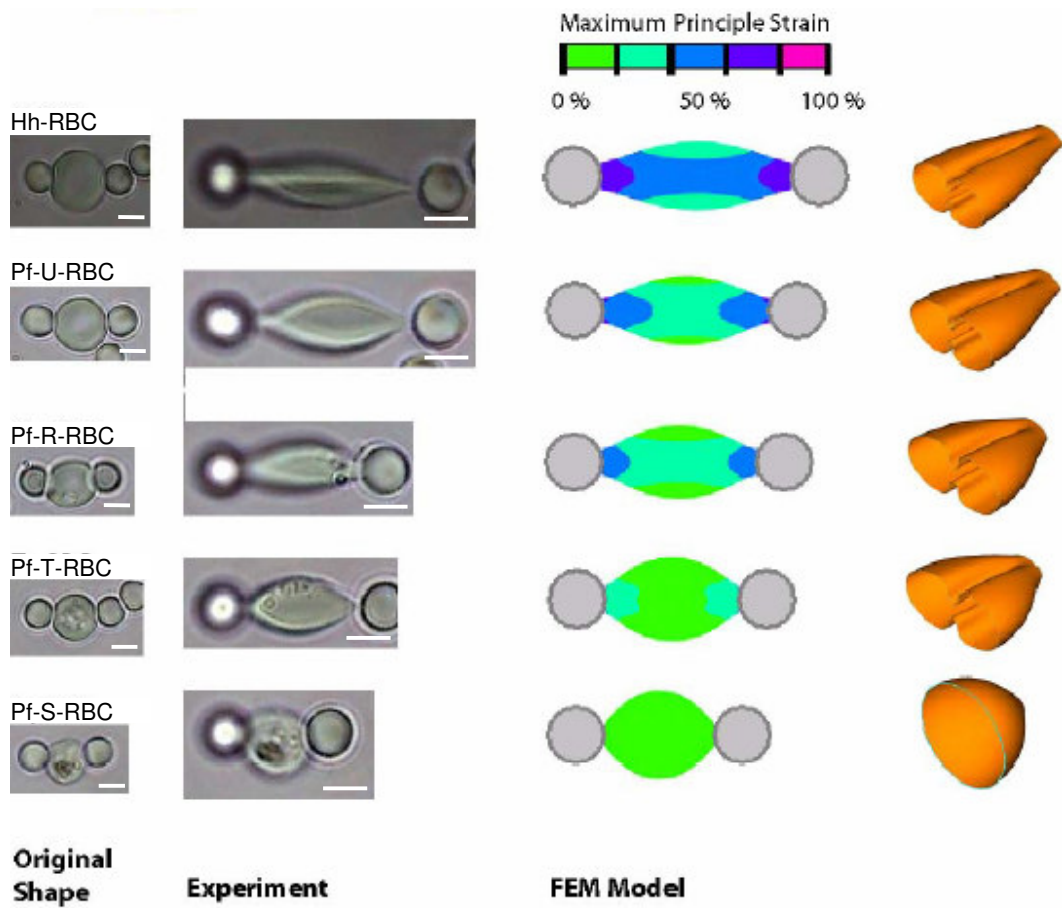 Maximum Principle Strain
0 % 50 % 100 %
Hh-RBC
Pf-U-RBC
Pf-R-RBC
Pf-T-RBC
Pf-S-RBC
Original
Shape
Experiment
FEM Model